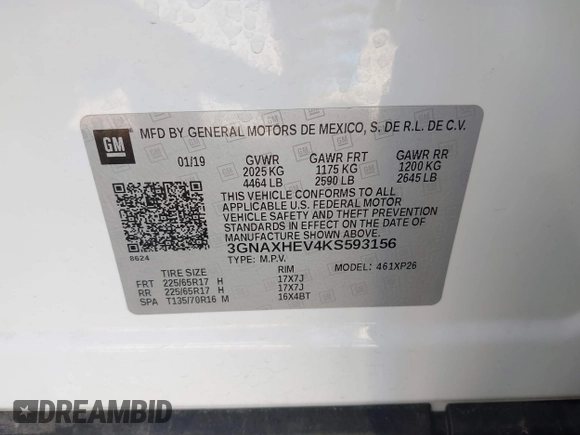 GM
MFD BY GENERAL MOTORS DE MEXICO, S. DE R.L. DE C.V.
01/19 GVWR GAWR FRT GAWR RR
2025 KG 1175 KG 1200 KG
4464 LB 2590 LB 2645 LB
THIS VEHICLE CONFORMS TO ALL
APPLICABLE U.S. FEDERAL MOTOR
VEHICLE SAFETY AND THEFT
PREVENTION STANDARDS IN EFFECT
ON THE DATE OF MANUFACTURE
SHOWN ABOVE.
3GNAXHEV4KS593156
8624
TYPE: M.P.V. MODEL: 461XP26
TIRE SIZE RIM
FRT 225/65R17 H 17X7J
RR 225/65R17 H 17X7J
SPA T135/70R16 M 16X4BT
DREAMBID